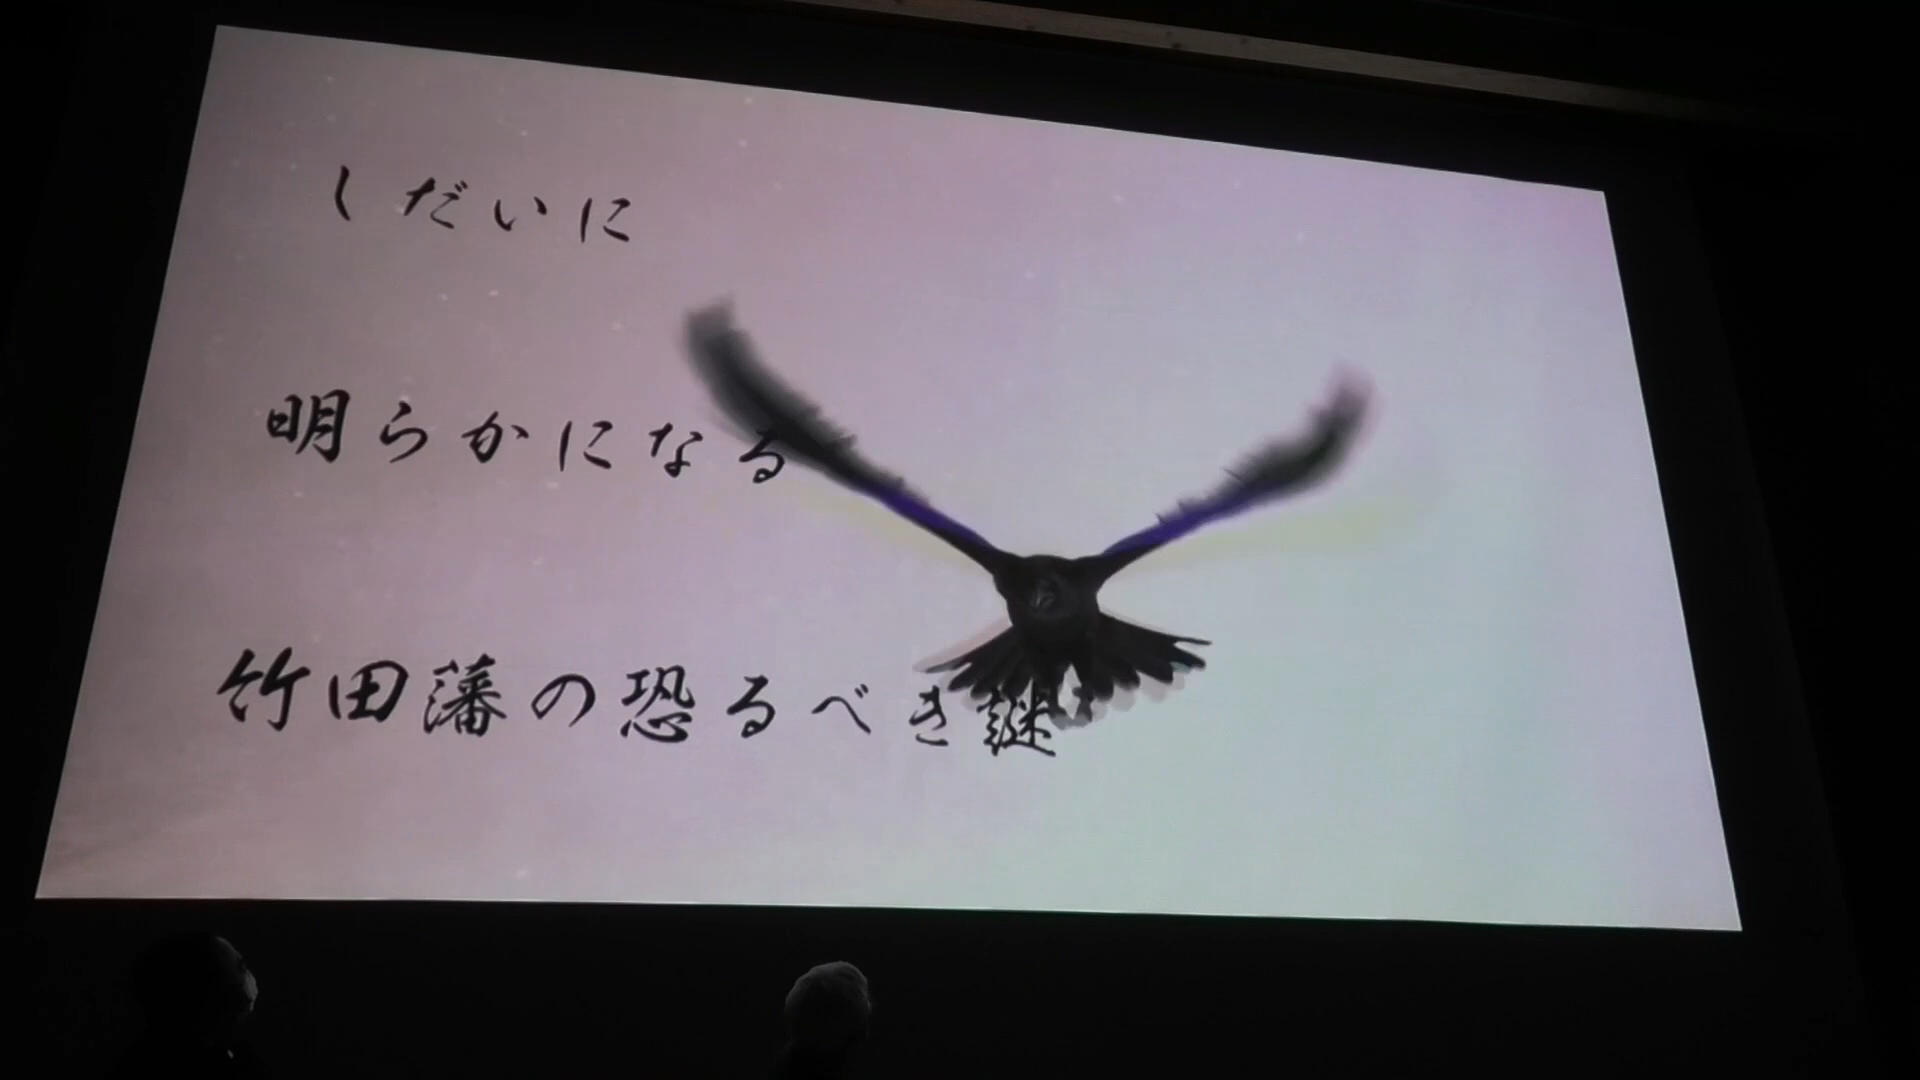 しだいに
明らかになる
竹田藩の恐るべき謎